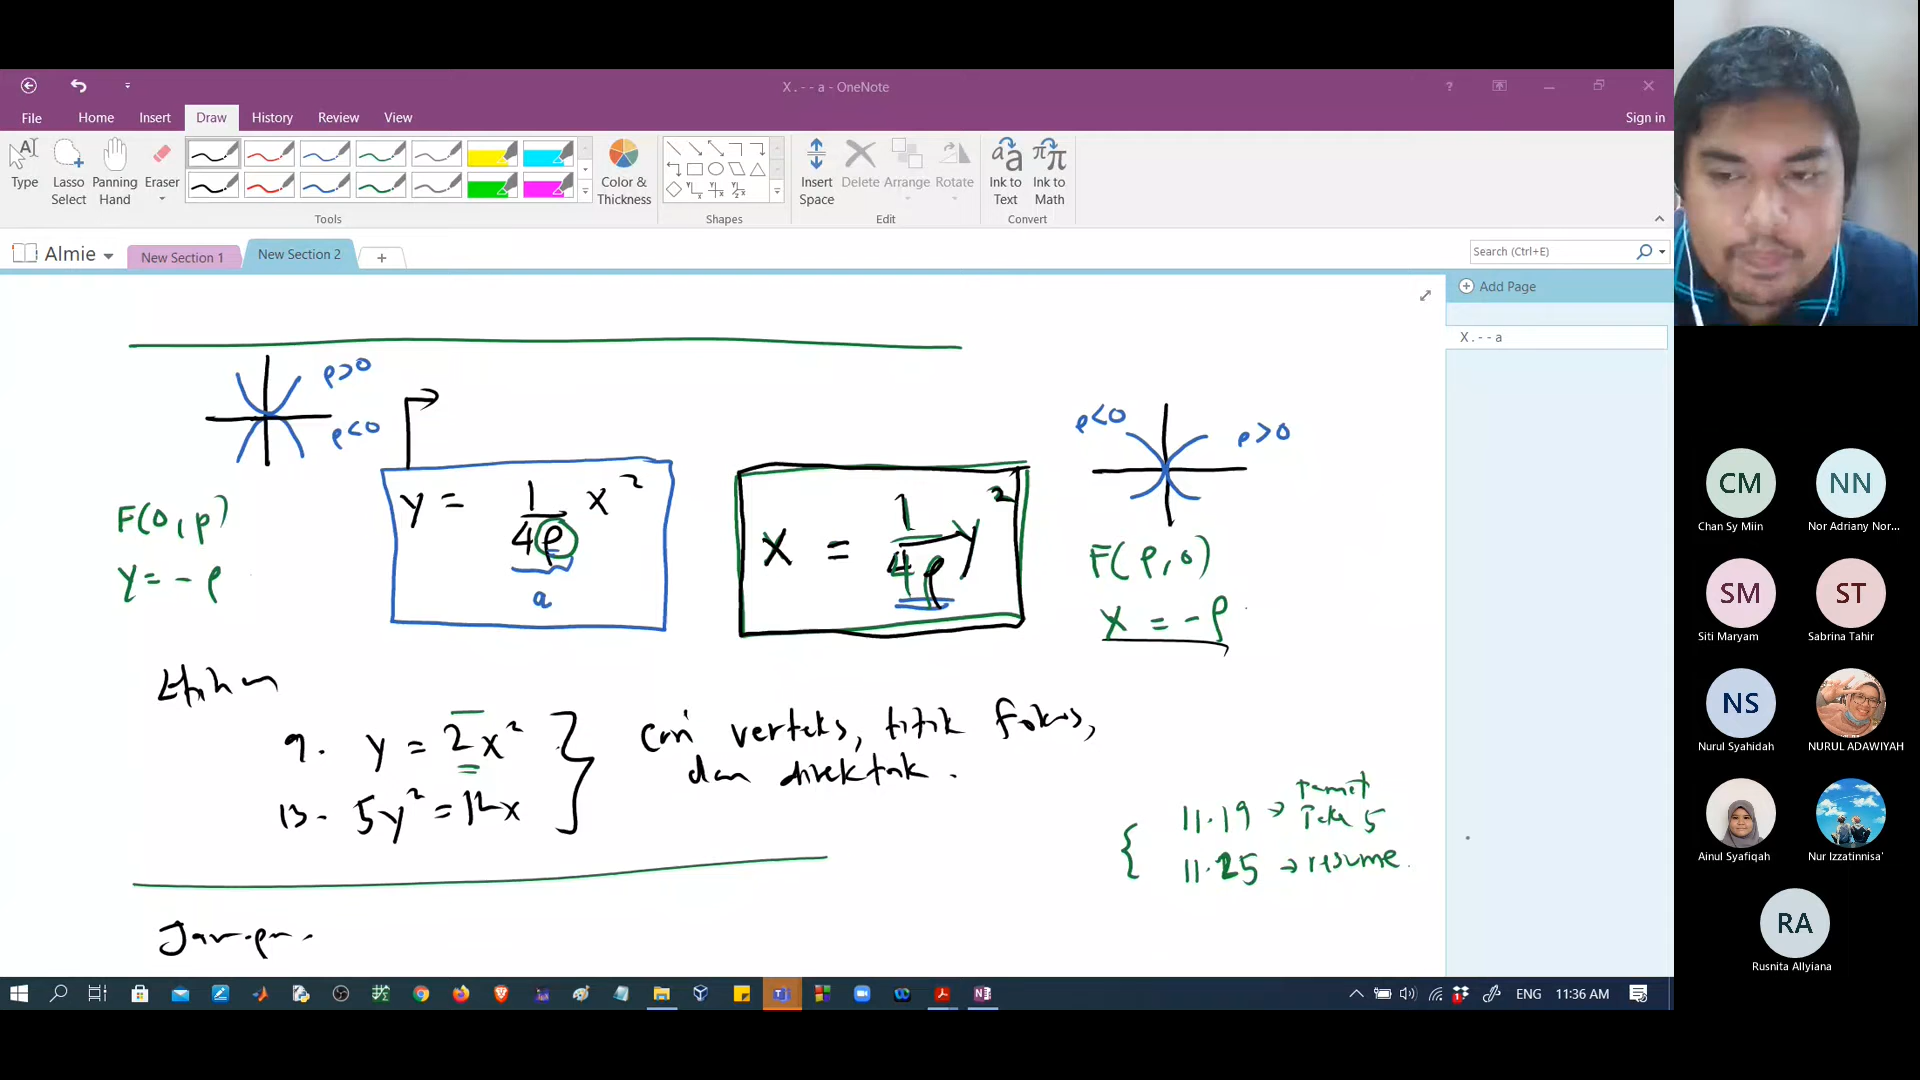 X . - - a - OneNote
?
File
Home
Insert
Draw
History
Review
View
Sign in
Type
Lasso Select
Panning Hand
Eraser
Color & Thickness
Insert Space
Delete
Arrange
Rotate
Ink to Text
Ink to Math
Tools
Shapes
Edit
Convert
Almie
New Section 1
New Section 2
+
Search (Ctrl+E)
Add Page
X . - - a
p>0
p<0
F(0, p)
y = - p
y = 1/4p x²
a
x = 1/4p y²
p<0
p>0
F(p, 0)
x = - p
9. y = 2x²
13. 5y² = 12x
Cari verteks, titik fokus,
dan direktrik.
11.19 → tamat
Teka 5
11.25 → resume.
CM
Chan Sy Miin
NN
Nor Adriany Nor...
SM
Siti Maryam
ST
Sabrina Tahir
NS
Nurul Syahidah
NURUL ADAWIYAH
Ainul Syafiqah
Nur Izzatinnisa'
RA
Rusnita Allyiana
ENG
11:36 AM